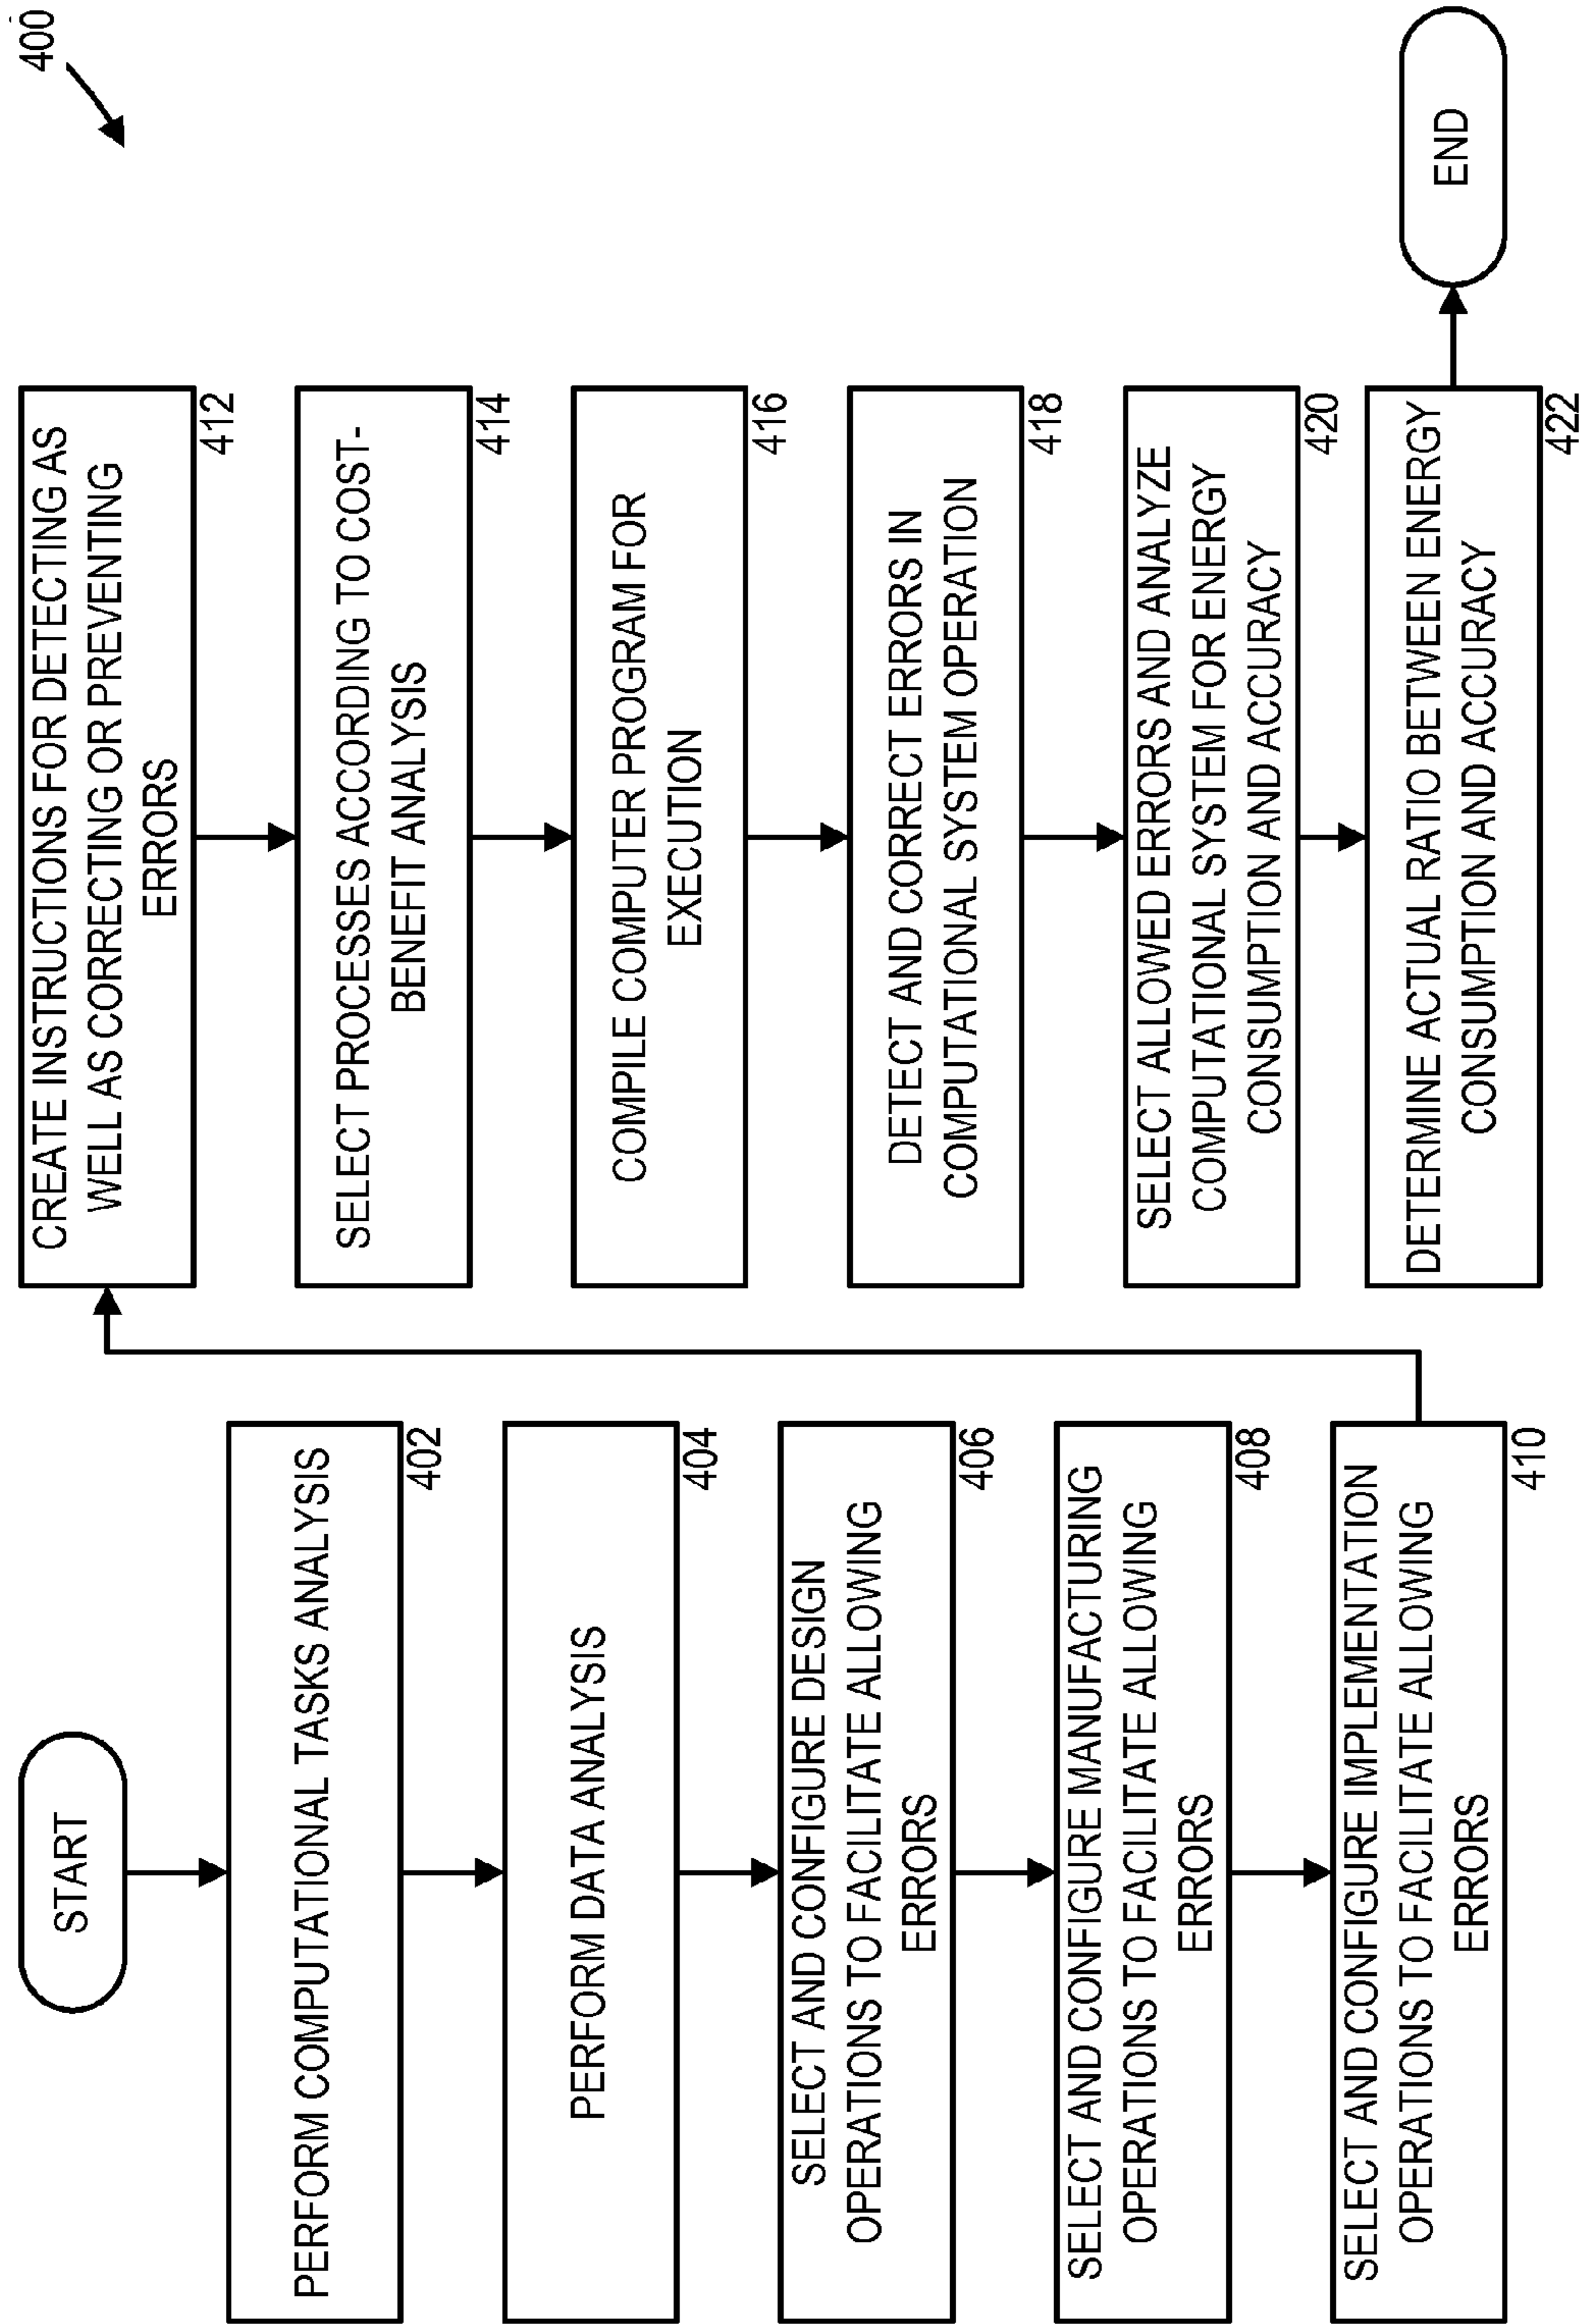 400
START
PERFORM COMPUTATIONAL TASKS ANALYSIS
402
PERFORM DATA ANALYSIS
404
SELECT AND CONFIGURE DESIGN
OPERATIONS TO FACILITATE ALLOWING
ERRORS
406
SELECT AND CONFIGURE MANUFACTURING
OPERATIONS TO FACILITATE ALLOWING
ERRORS
408
SELECT AND CONFIGURE IMPLEMENTATION
OPERATIONS TO FACILITATE ALLOWING
ERRORS
410
CREATE INSTRUCTIONS FOR DETECTING AS
WELL AS CORRECTING OR PREVENTING
ERRORS
412
SELECT PROCESSES ACCORDING TO COST-
BENEFIT ANALYSIS
414
COMPILE COMPUTER PROGRAM FOR
EXECUTION
416
DETECT AND CORRECT ERRORS IN
COMPUTATIONAL SYSTEM OPERATION
418
SELECT ALLOWED ERRORS AND ANALYZE
COMPUTATIONAL SYSTEM FOR ENERGY
CONSUMPTION AND ACCURACY
420
DETERMINE ACTUAL RATIO BETWEEN ENERGY
CONSUMPTION AND ACCURACY
422
END